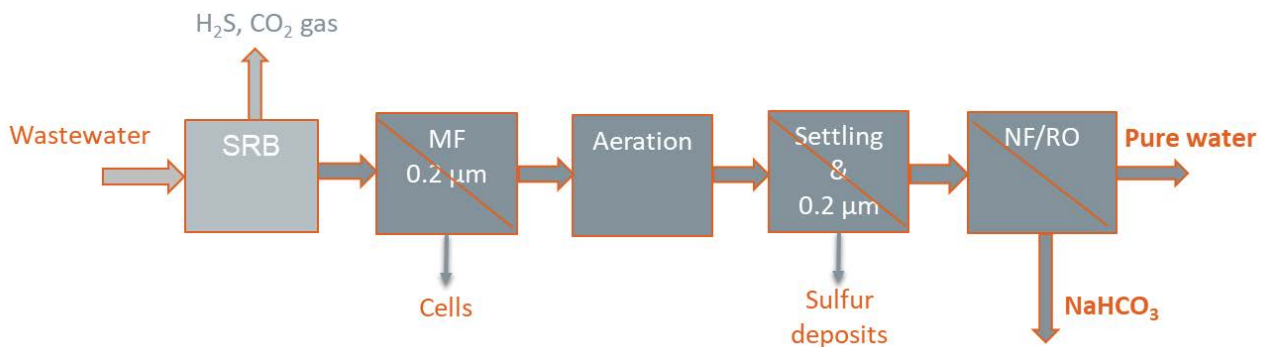 H₂S, CO₂ gas
Wastewater
SRB
MF
0.2 µm
Aeration
Settling
&
0.2 µm
NF/RO
Pure water
Cells
Sulfur
deposits
NaHCO₃